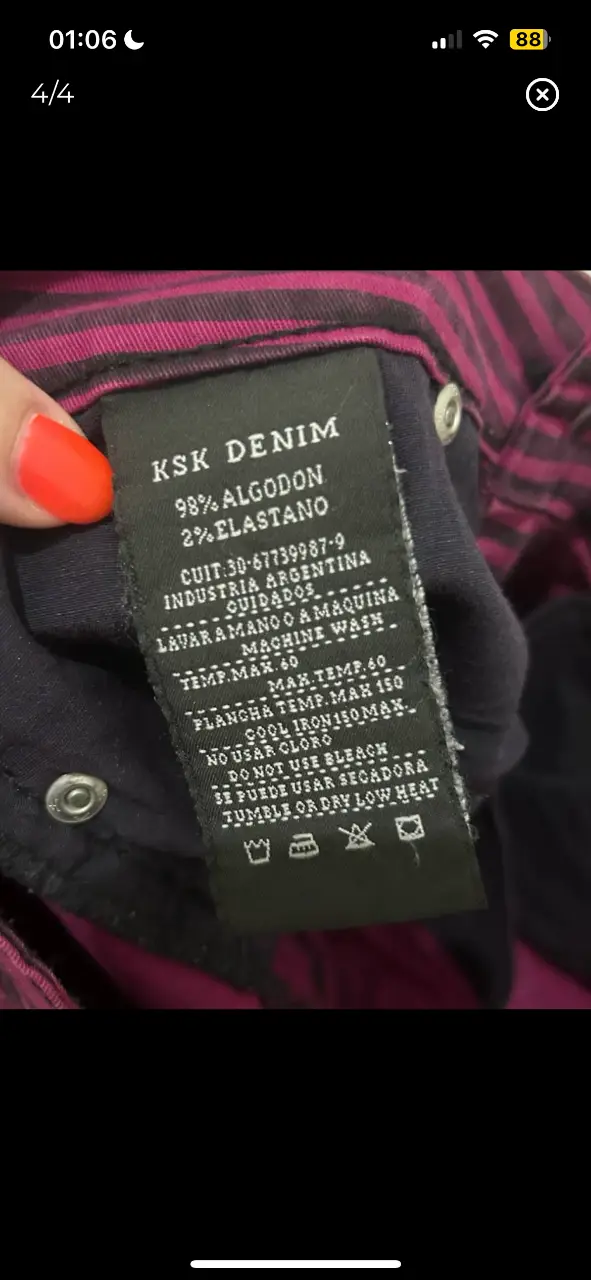 01:06
88
4/4
KSK DENIM
98% ALGODON
2% ELASTANO
CUIT:30-67739987-9
INDUSTRIA ARGENTINA
CUIDADOS
LAVAR A MANO O A MAQUINA
MACHINE WASH
TEMP.MAX.60
MAX.TEMP.60
PLANCHA TEMP.MAX 150
COOL IRON 150 MAX.
NO USAR CLORO
DO NOT USE BLEACH
SE PUEDE USAR SECADORA
TUMBLE OR DRY LOW HEAT